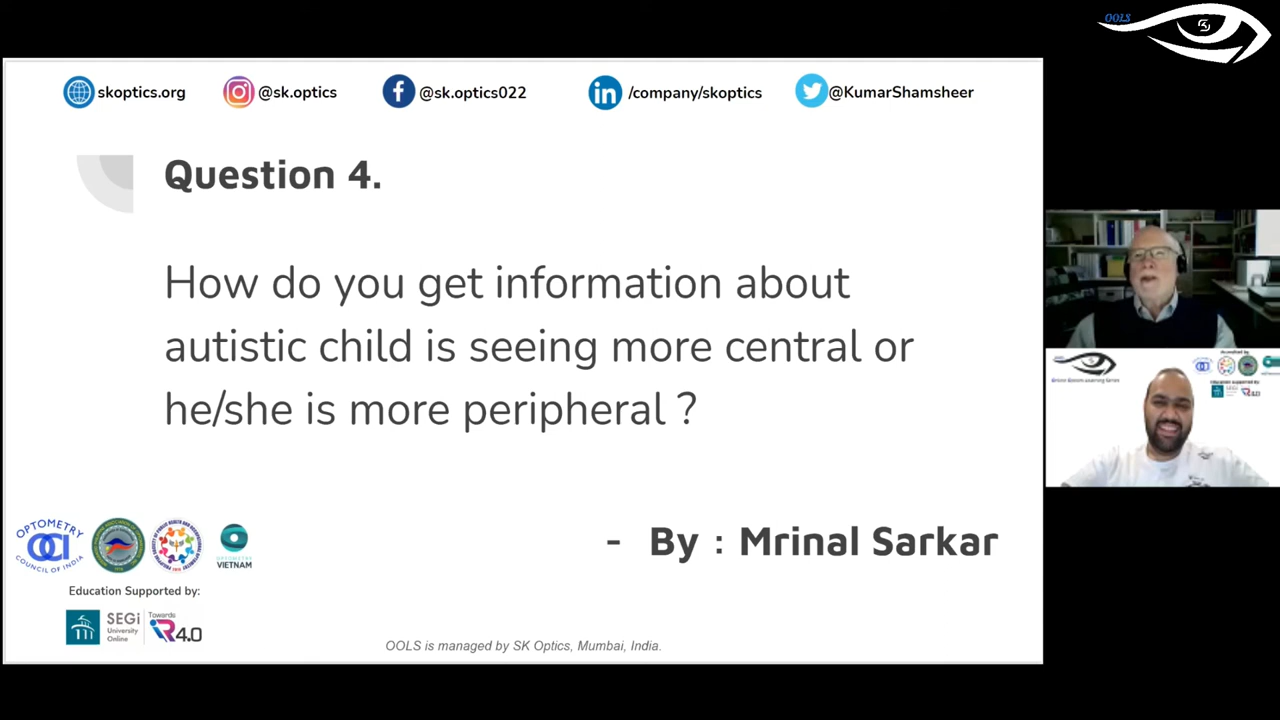 OOLS
skoptics.org
@sk.optics
@sk.optics022
/company/skoptics
@KumarShamsheer
Question 4.
How do you get information about
autistic child is seeing more central or
he/she is more peripheral ?
- By : Mrinal Sarkar
OPTOMETRY
OCI
COUNCIL OF INDIA
OPTOMETRY
VIETNAM
Education Supported by:
SEGi
University
Online
Towards
iR4.0
OOLS is managed by SK Optics, Mumbai, India.